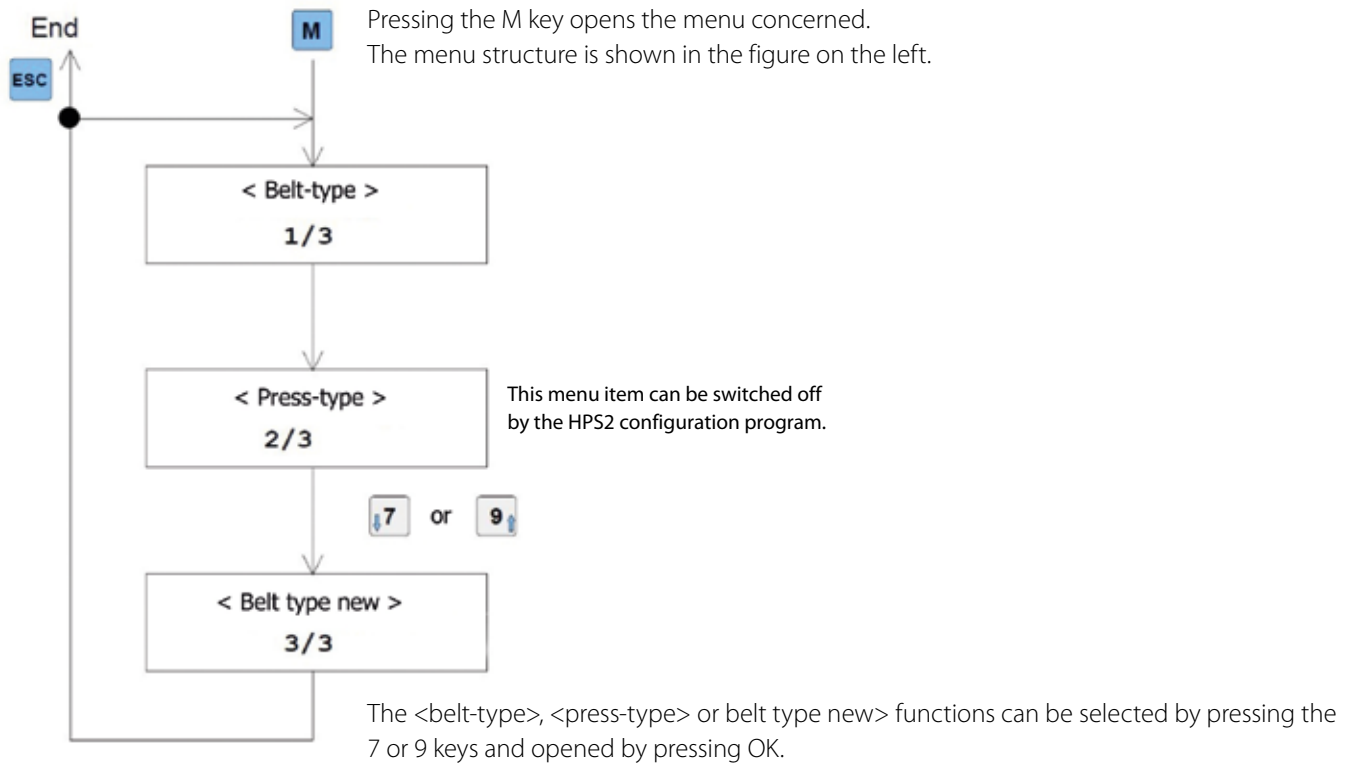 End
M
Pressing the M key opens the menu concerned.
The menu structure is shown in the figure on the left.
ESC
< Belt-type >
1/3
< Press-type >
2/3
This menu item can be switched off
by the HPS2 configuration program.
7 or 9
< Belt type new >
3/3
The <belt-type>, <press-type> or belt type new> functions can be selected by pressing the
7 or 9 keys and opened by pressing OK.